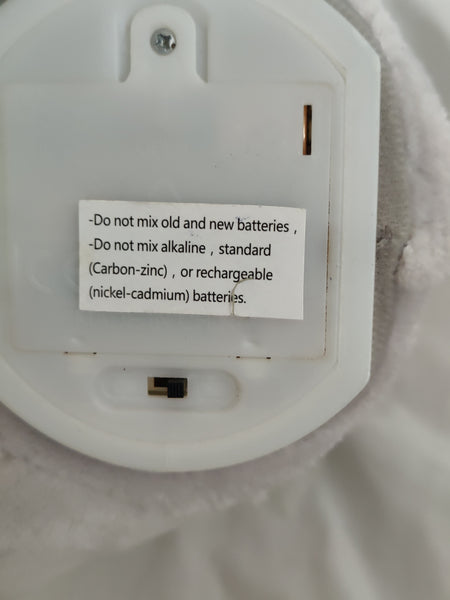 -Do not mix old and new batteries ,
-Do not mix alkaline , standard
(Carbon-zinc) , or rechargeable
(nickel-cadmium) batteries.